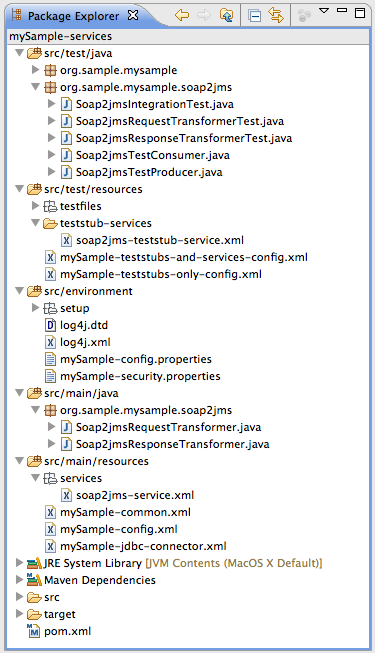 Package Explorer
mySample-services
src/test/java
org.sample.mysample
org.sample.mysample.soap2jms
Soap2jmsIntegrationTest.java
Soap2jmsRequestTransformerTest.java
Soap2jmsResponseTransformerTest.java
Soap2jmsTestConsumer.java
Soap2jmsTestProducer.java
src/test/resources
testfiles
teststub-services
soap2jms-teststub-service.xml
mySample-teststubs-and-services-config.xml
mySample-teststubs-only-config.xml
src/environment
setup
log4j.dtd
log4j.xml
mySample-config.properties
mySample-security.properties
src/main/java
org.sample.mysample.soap2jms
Soap2jmsRequestTransformer.java
Soap2jmsResponseTransformer.java
src/main/resources
services
soap2jms-service.xml
mySample-common.xml
mySample-config.xml
mySample-jdbc-connector.xml
JRE System Library [JVM Contents (MacOS X Default)]
Maven Dependencies
src
target
pom.xml